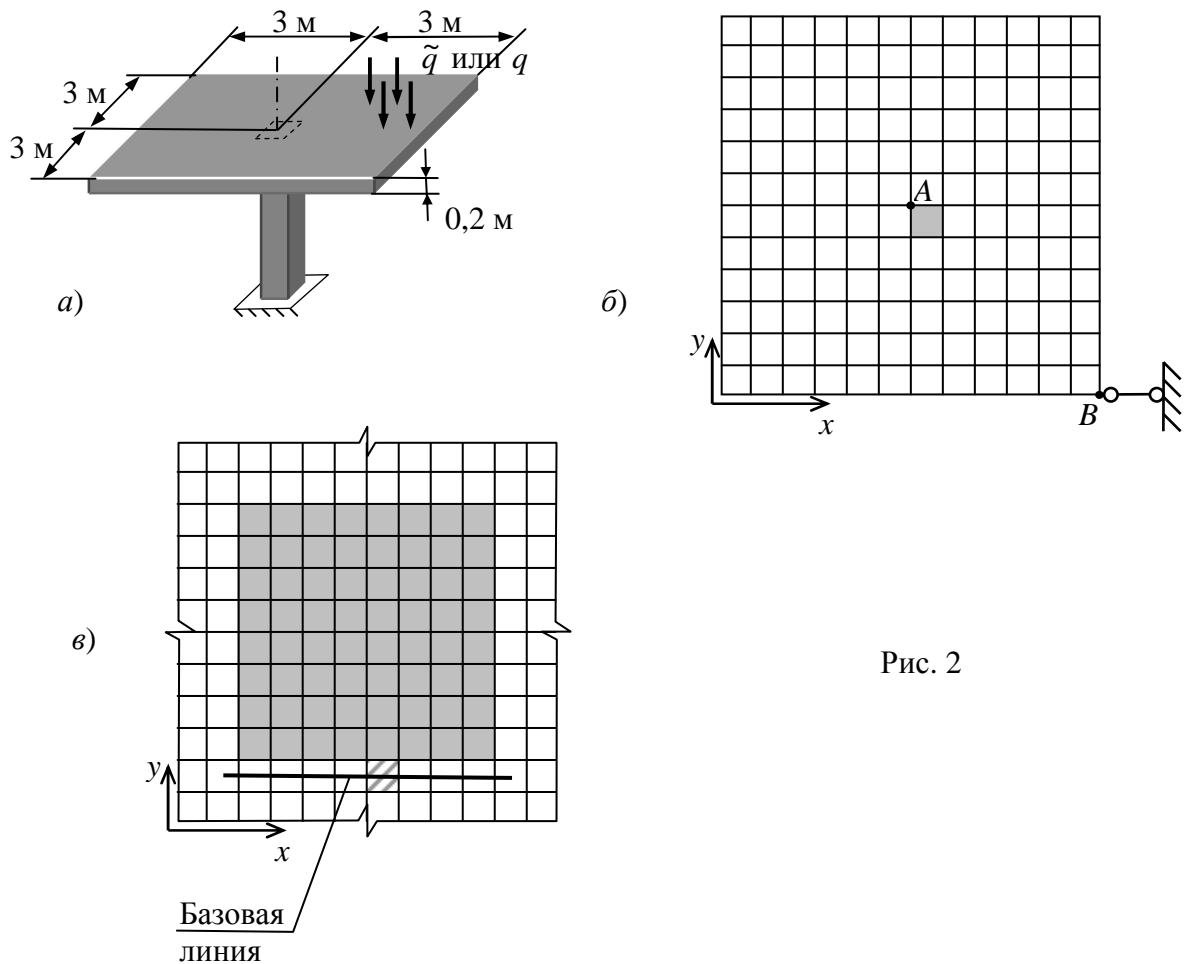 3 м
3 м
q̃ или q
3 м
3 м
0,2 м
а)
б)
A
y
x
B
в)
y
x
Рис. 2
Базовая
линия